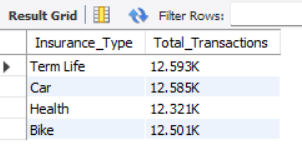 Result Grid Filter Rows:
Insurance_Type Total_Transactions
Term Life 12.593K
Car 12.585K
Health 12.321K
Bike 12.501K